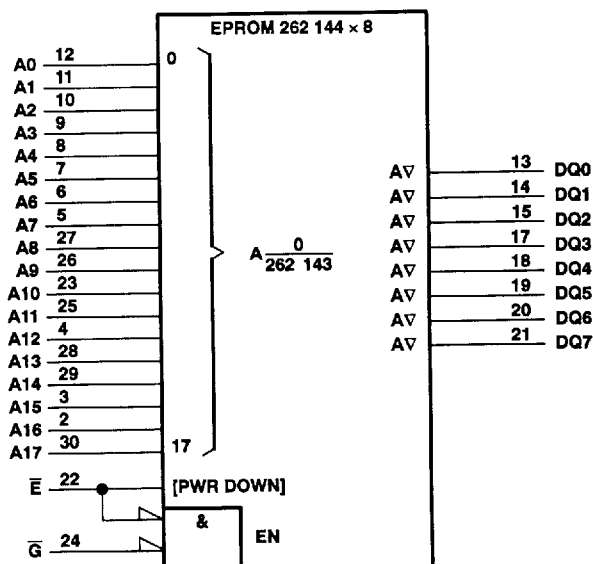 EPROM 262 144 × 8
A0 12 0
A1 11
A2 10
A3 9
A4 8
A5 7
A6 6
A7 5
A8 27
A9 26
A10 23
A11 25
A12 4
A13 28
A14 29
A15 3
A16 2
A17 30 17
A 0
262 143
A∇ 13 DQ0
A∇ 14 DQ1
A∇ 15 DQ2
A∇ 17 DQ3
A∇ 18 DQ4
A∇ 19 DQ5
A∇ 20 DQ6
A∇ 21 DQ7
E̅ 22 [PWR DOWN]
& EN
G̅ 24